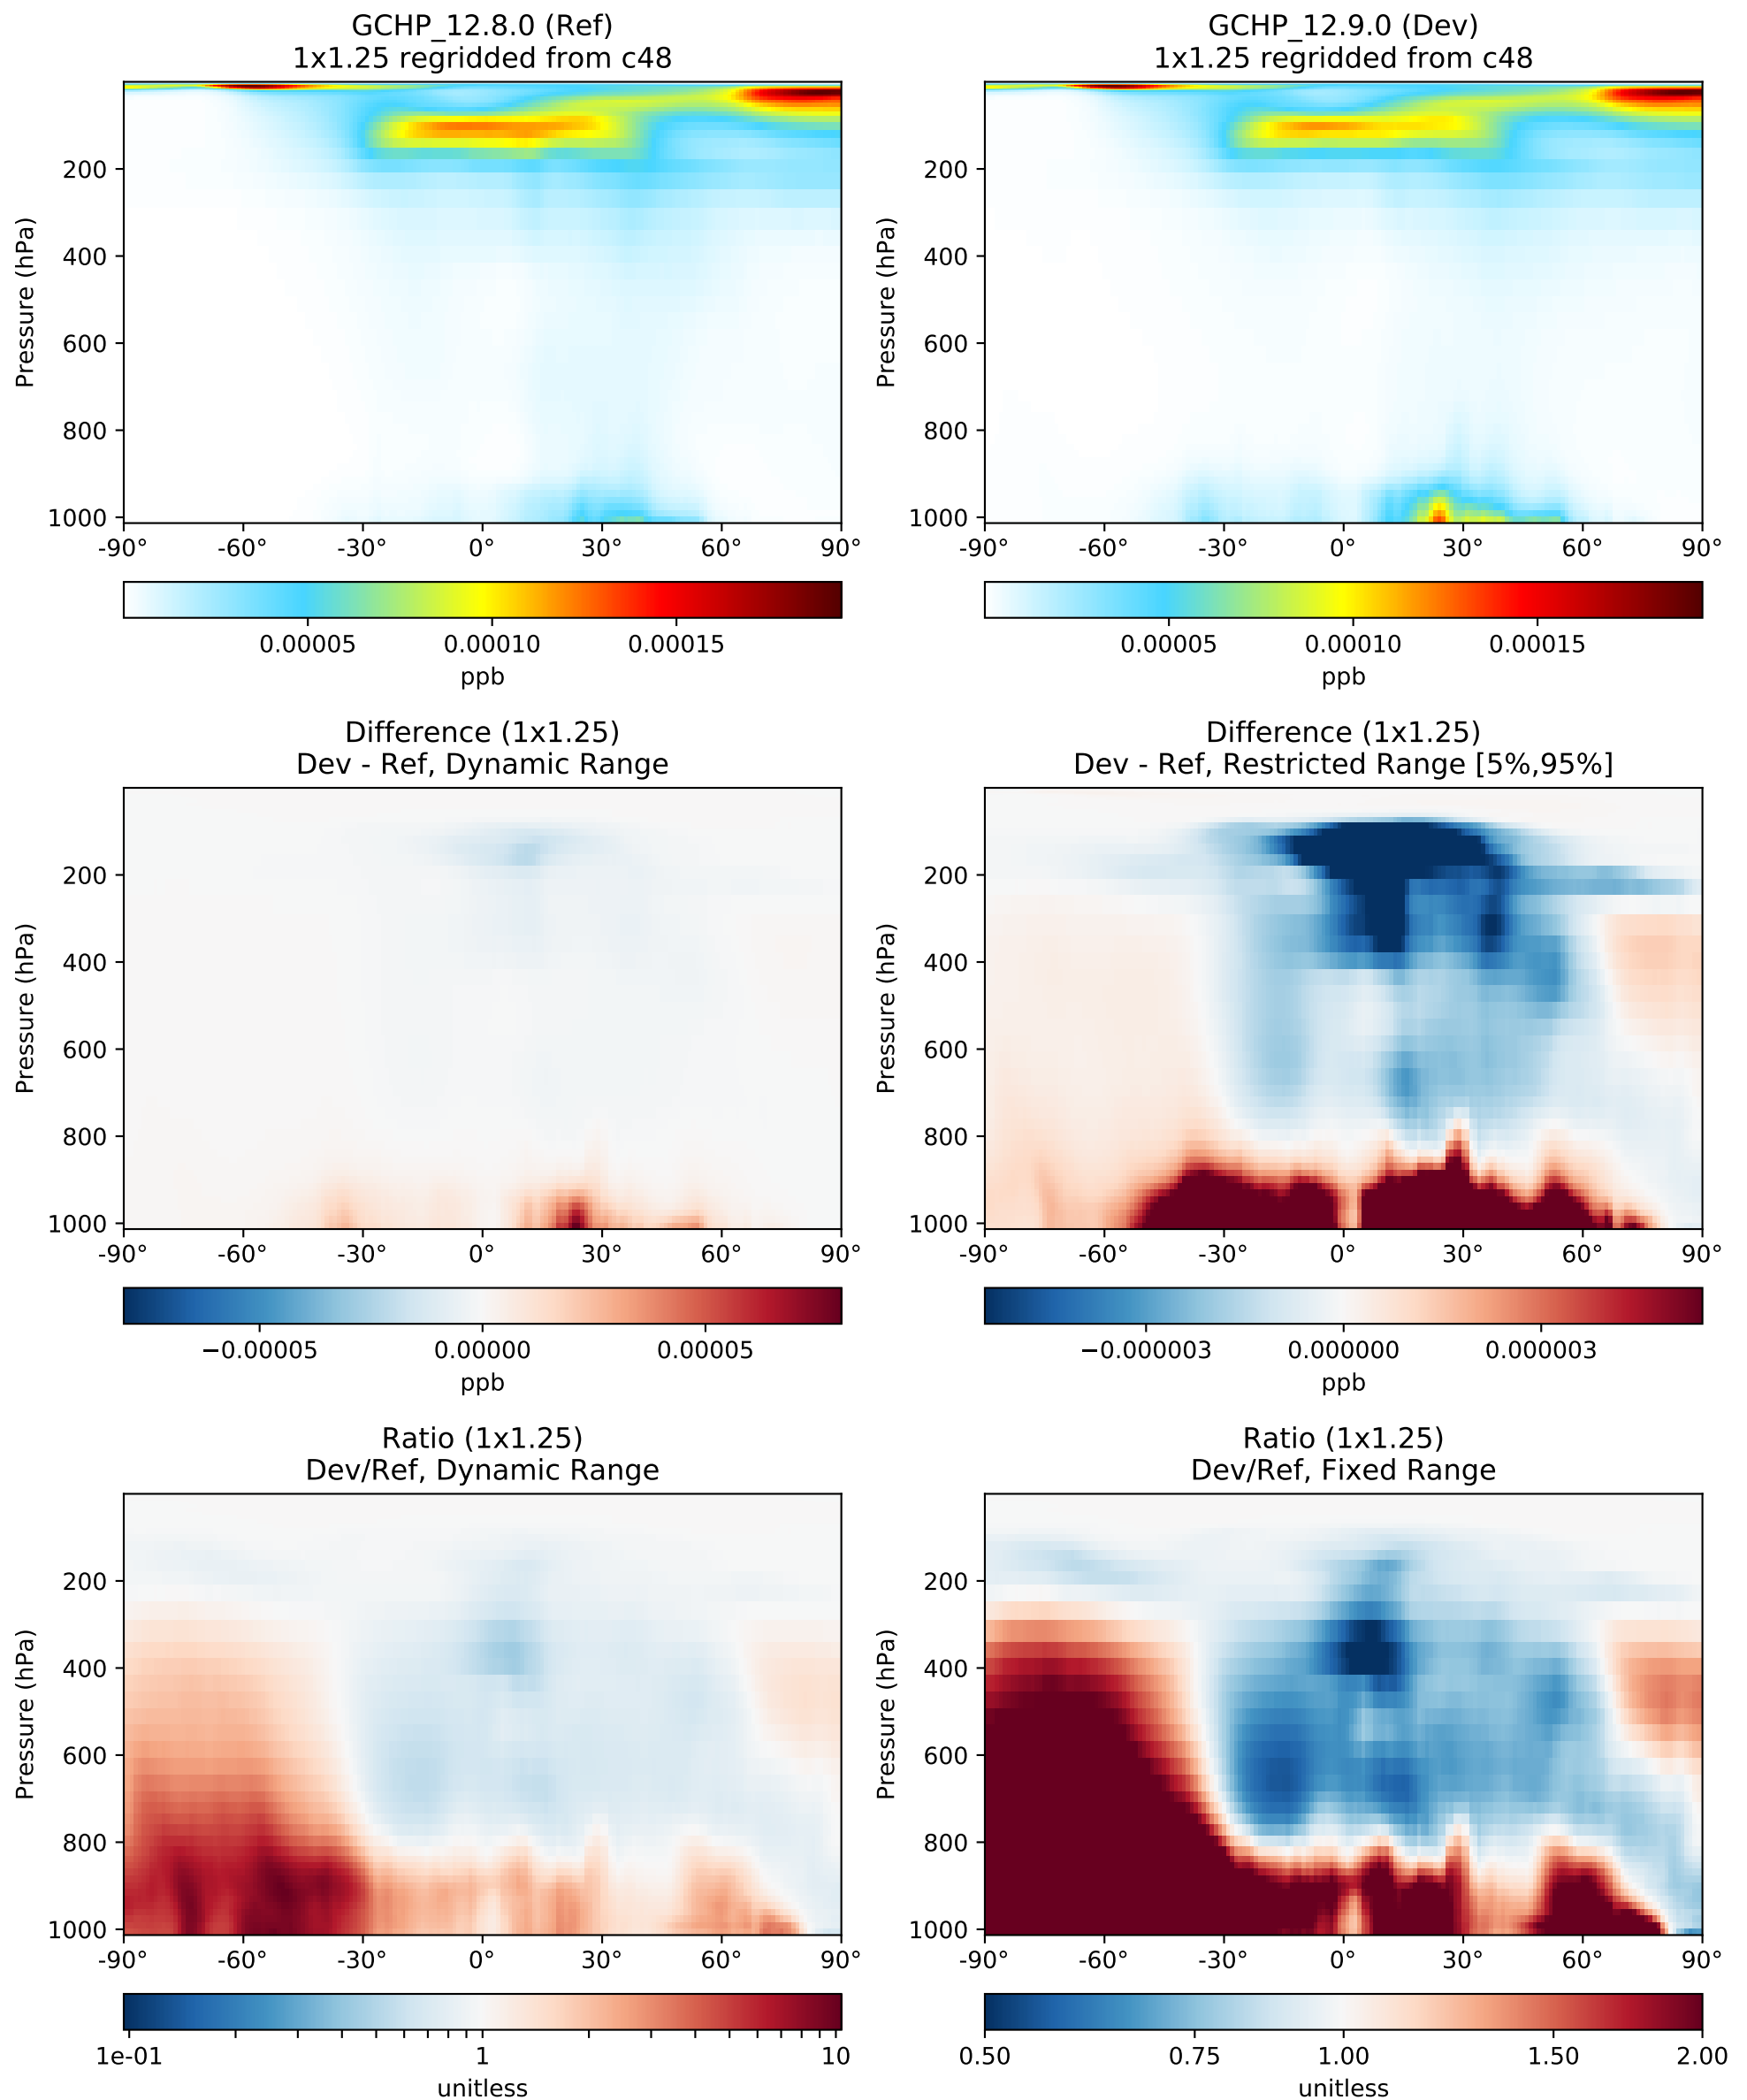 GCHP_12.8.0 (Ref)
1x1.25 regridded from c48
GCHP_12.9.0 (Dev)
1x1.25 regridded from c48
Pressure (hPa)
200
400
600
800
1000
-90° -60° -30° 0° 30° 60° 90°
0.00005 0.00010 0.00015
ppb
Pressure (hPa)
200
400
600
800
1000
-90° -60° -30° 0° 30° 60° 90°
0.00005 0.00010 0.00015
ppb
Difference (1x1.25)
Dev - Ref, Dynamic Range
Difference (1x1.25)
Dev - Ref, Restricted Range [5%,95%]
Pressure (hPa)
200
400
600
800
1000
-90° -60° -30° 0° 30° 60° 90°
−0.00005 0.00000 0.00005
ppb
Pressure (hPa)
200
400
600
800
1000
-90° -60° -30° 0° 30° 60° 90°
−0.000003 0.000000 0.000003
ppb
Ratio (1x1.25)
Dev/Ref, Dynamic Range
Ratio (1x1.25)
Dev/Ref, Fixed Range
Pressure (hPa)
200
400
600
800
1000
-90° -60° -30° 0° 30° 60° 90°
1e-01 1 10
unitless
Pressure (hPa)
200
400
600
800
1000
-90° -60° -30° 0° 30° 60° 90°
0.50 0.75 1.00 1.50 2.00
unitless